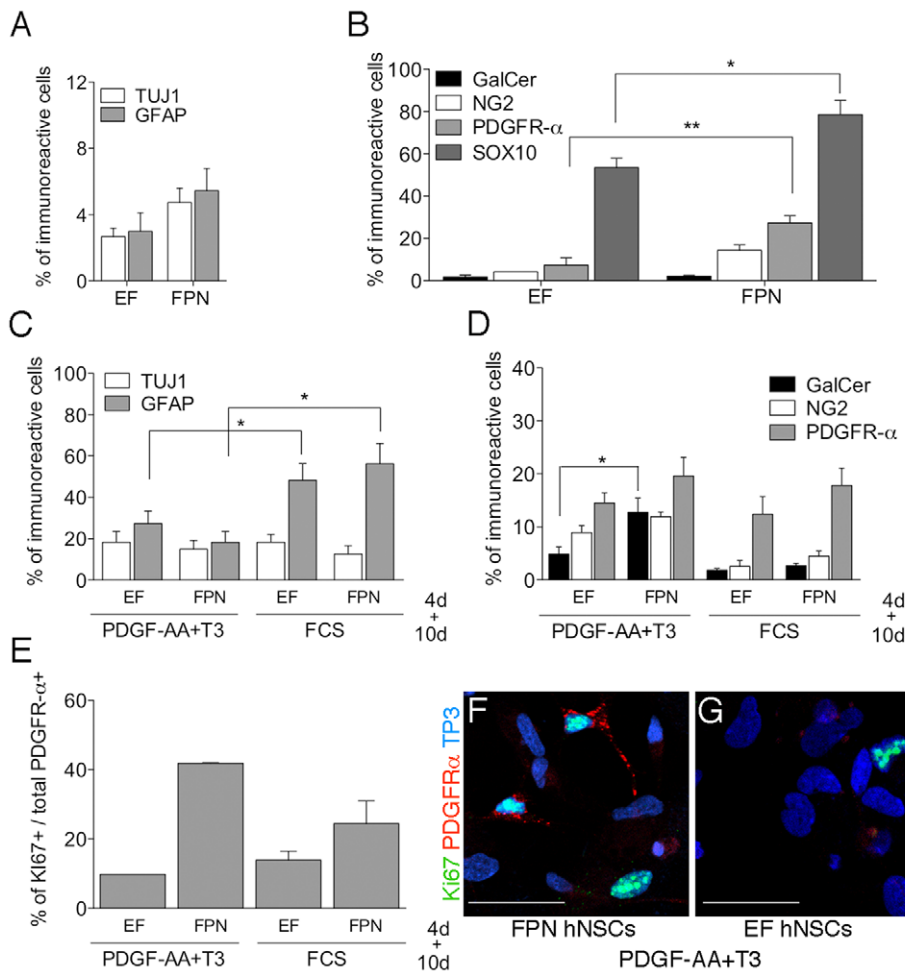 A
% of immunoreactive cells
12
8
4
0
TUJ1
GFAP
EF FPN
B
% of immunoreactive cells
100
80
60
40
20
0
GalCer
NG2
PDGFR-α
SOX10
*
**
EF FPN
C
% of immunoreactive cells
100
80
60
40
20
0
TUJ1
GFAP
*
*
EF FPN EF FPN
PDGF-AA+T3 FCS
4d
+
10d
D
% of immunoreactive cells
40
30
20
10
0
GalCer
NG2
PDGFR-α
*
EF FPN EF FPN
PDGF-AA+T3 FCS
4d
+
10d
E
% of KI67+ / total PDGFR-α+
60
40
20
0
EF FPN EF FPN
PDGF-AA+T3 FCS
4d
+
10d
Ki67 PDGFRα TP3
F
G
FPN hNSCs EF hNSCs
PDGF-AA+T3